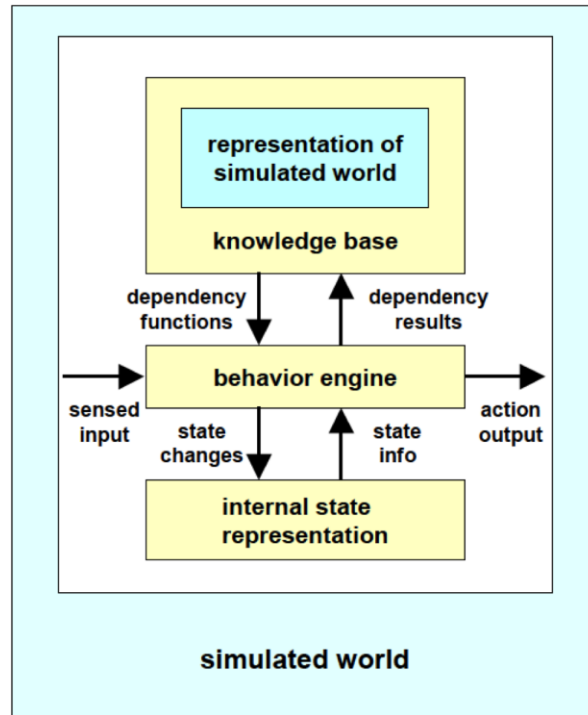 representation of
simulated world
knowledge base
dependency
functions
dependency
results
behavior engine
sensed
input
action
output
state
changes
state
info
internal state
representation
simulated world